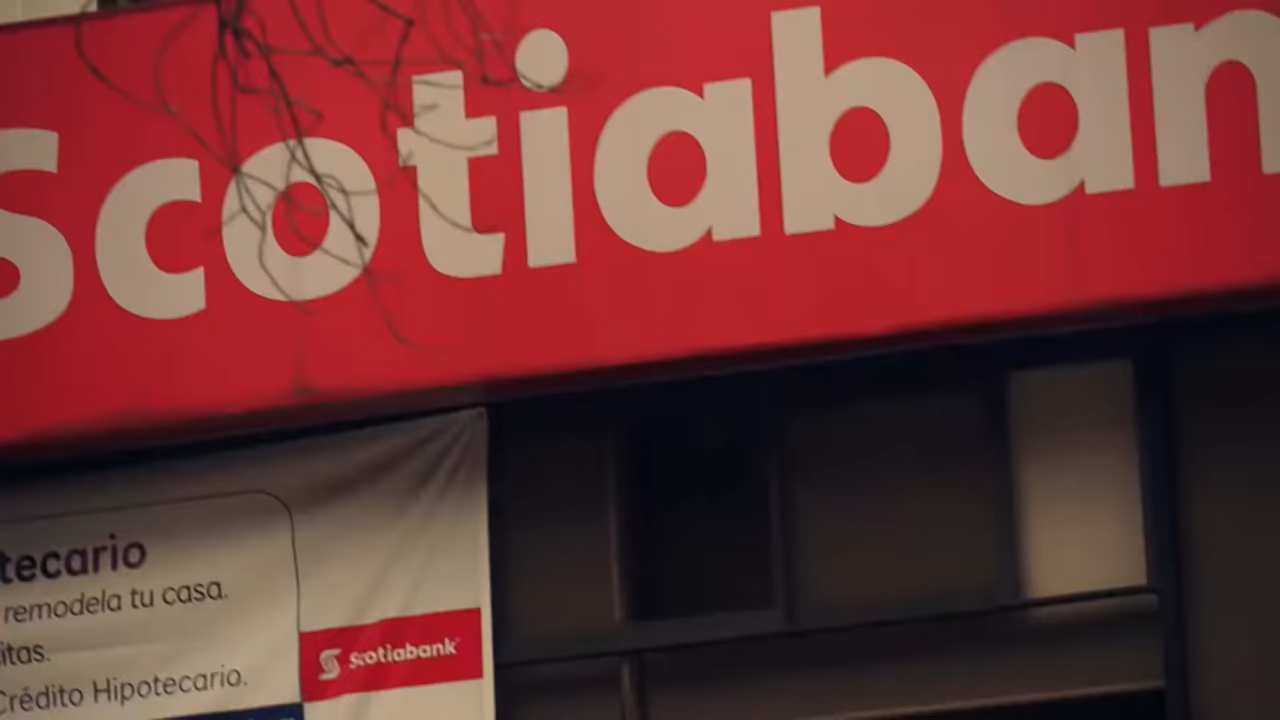 Scotiaban
tecario
remodela tu casa.
itas.
Crédito Hipotecario.
Scotiabank